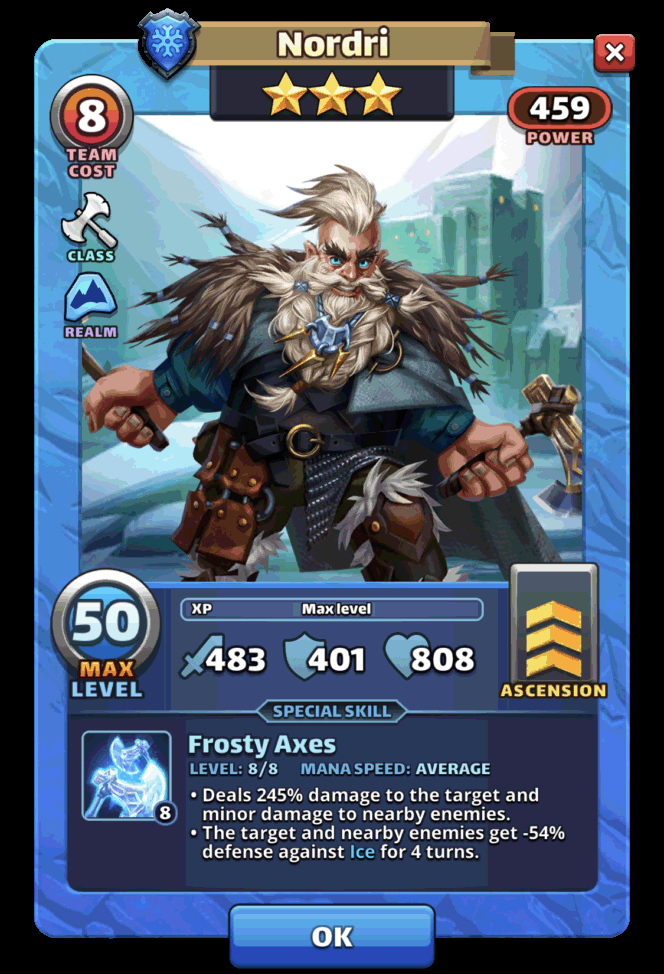 Nordri
8
TEAM
COST
459
POWER
CLASS
REALM
50
MAX
LEVEL
XP Max level
483 401 808
ASCENSION
SPECIAL SKILL
Frosty Axes
LEVEL: 8/8 MANA SPEED: AVERAGE
8
• Deals 245% damage to the target and
minor damage to nearby enemies.
• The target and nearby enemies get -54%
defense against Ice for 4 turns.
OK